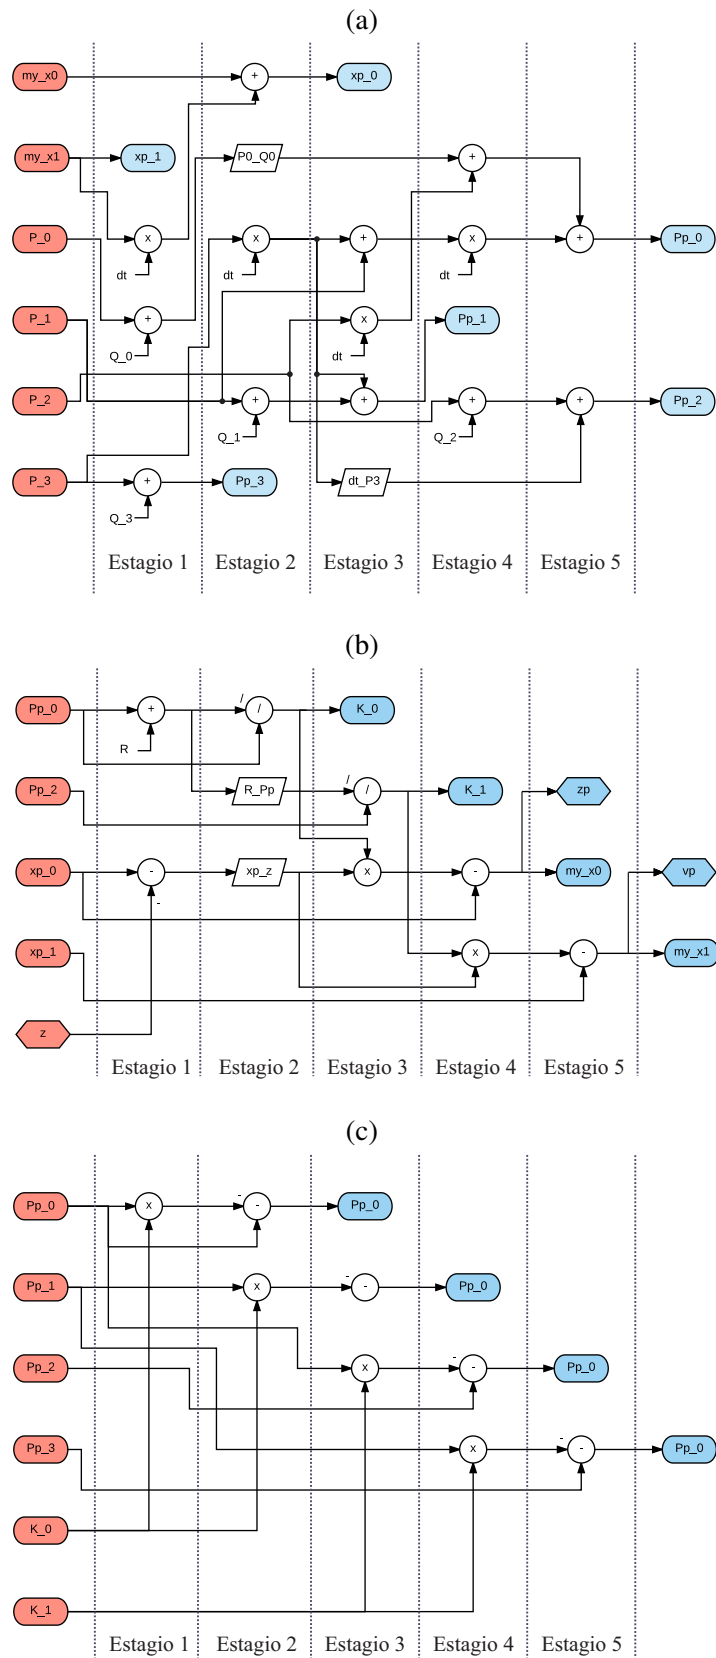 (a)
my_x0 + xp_0
my_x1 xp_1 P0_Q0 +
P_0 x x + x + Pp_0
dt dt dt
P_1 + x Pp_1
Q_0 dt
P_2 + + + + Pp_2
Q_1 Q_2
P_3 + Pp_3 dt_P3
Q_3
Estagio 1 Estagio 2 Estagio 3 Estagio 4 Estagio 5
(b)
Pp_0 + / / K_0
R
Pp_2 R_Pp / / K_1 zp
xp_0 - xp_z x - my_x0 vp
-
xp_1 x - my_x1
z
Estagio 1 Estagio 2 Estagio 3 Estagio 4 Estagio 5
(c)
Pp_0 x - - Pp_0
Pp_1 x - - Pp_0
Pp_2 x - - Pp_0
Pp_3 x - - Pp_0
K_0
K_1
Estagio 1 Estagio 2 Estagio 3 Estagio 4 Estagio 5